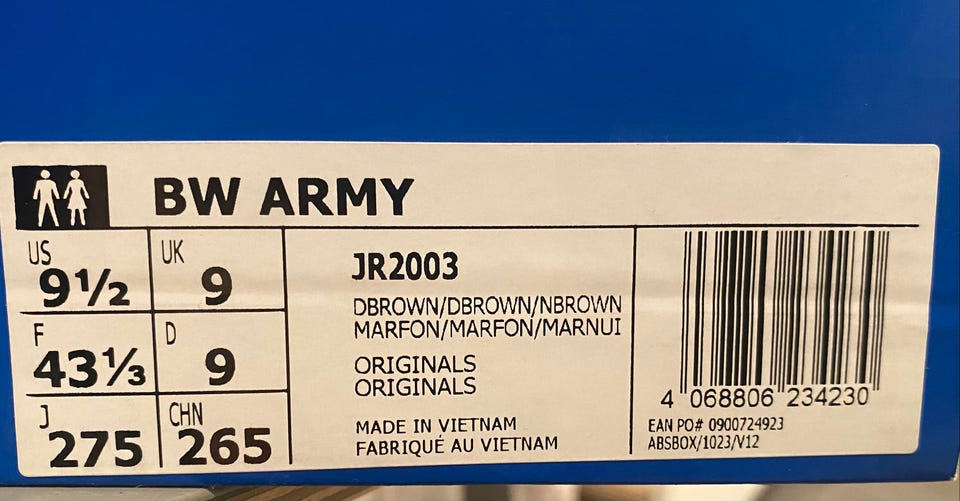 BW ARMY
US 9½ UK 9
F 43⅓ D 9
J 275 CHN 265
JR2003
DBROWN/DBROWN/NBROWN
MARFON/MARFON/MARNUI
ORIGINALS
ORIGINALS
MADE IN VIETNAM
FABRIQUÉ AU VIETNAM
4 068806 234230
EAN PO# 0900724923
ABSBOX/1023/V12